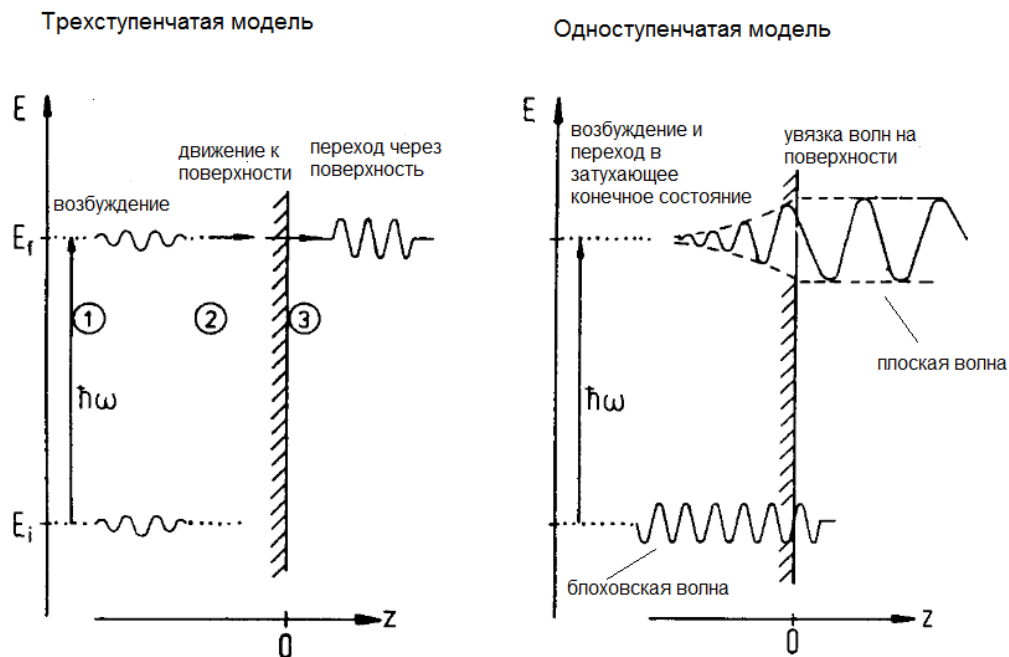 Трехступенчатая модель
E
возбуждение
движение к
поверхности
переход через
поверхность
E_f
1
2
3
ħω
E_i
z
0
Одноступенчатая модель
E
возбуждение и
переход в
затухающее
конечное состояние
увязка волн на
поверхности
плоская волна
ħω
блоховская волна
z
0